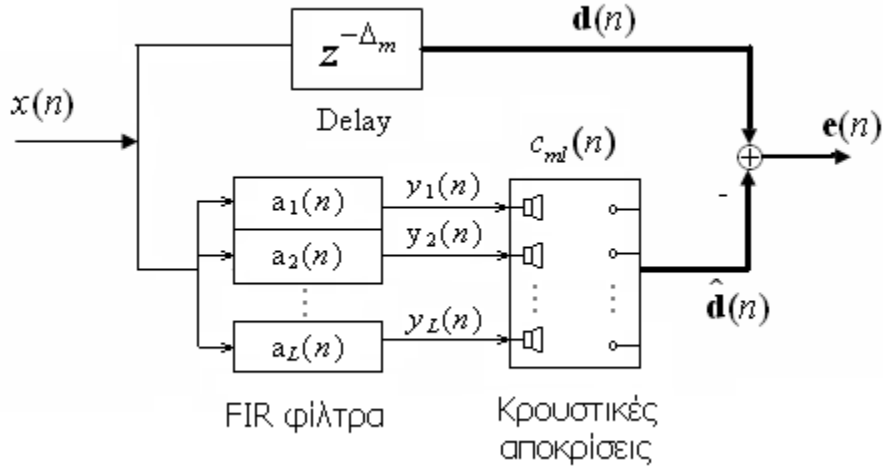 d(n)
z^{-Δ_m}
x(n)
Delay
e(n)
c_{ml}(n)
+
-
a_1(n)
y_1(n)
a_2(n)
y_2(n)
a_L(n)
y_L(n)
d̂(n)
FIR φίλτρα
Κρουστικές
αποκρίσεις